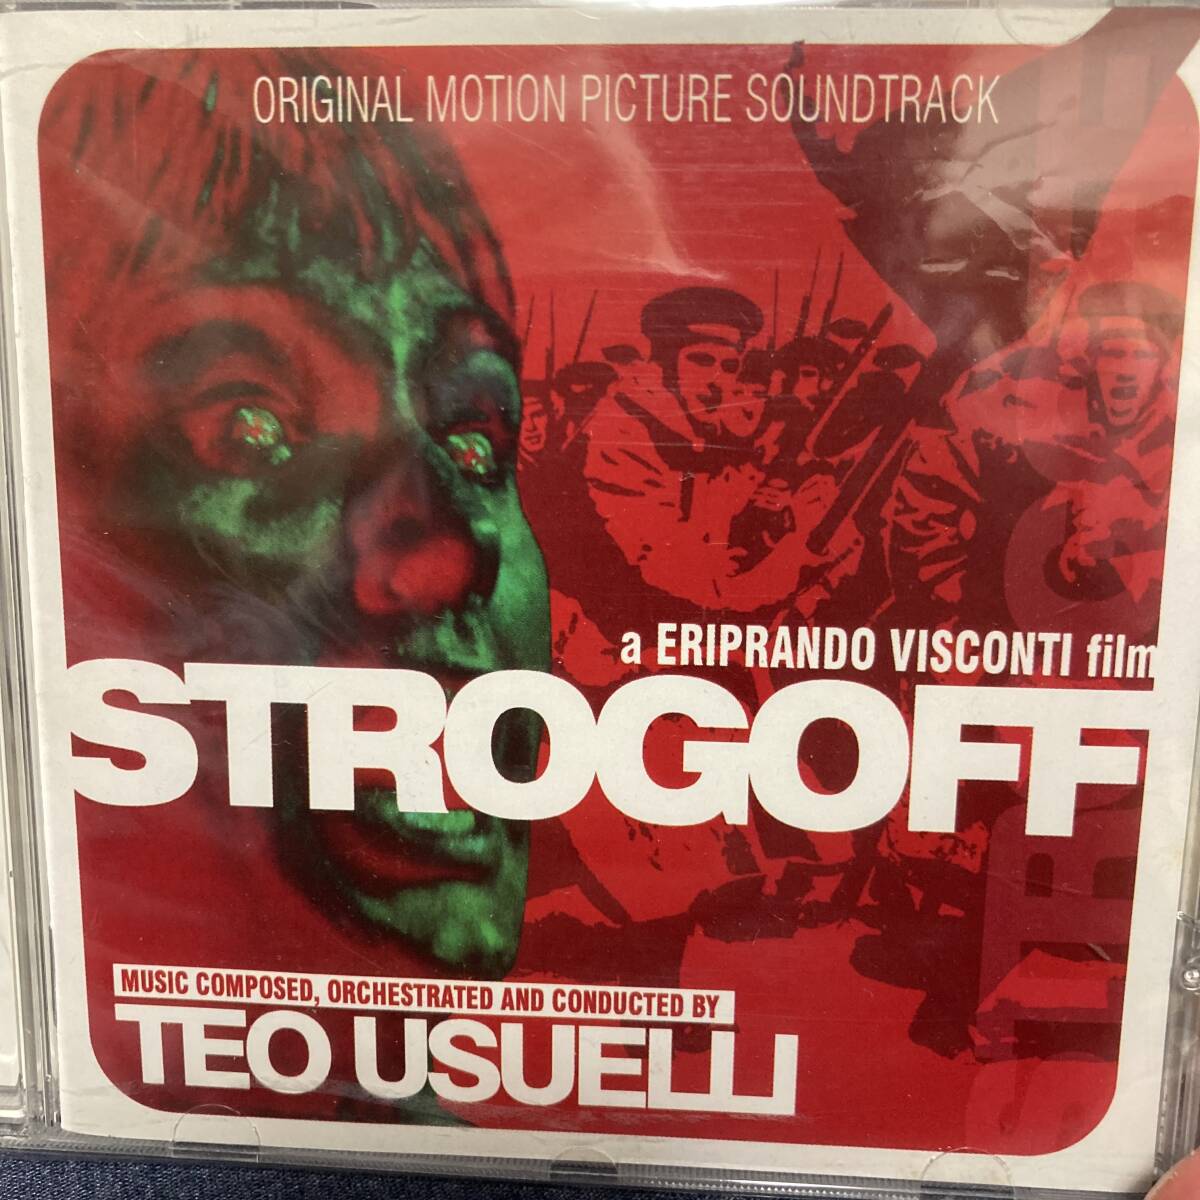 ORIGINAL MOTION PICTURE SOUNDTRACK
a ERIPRANDO VISCONTI film
STROGOFF
MUSIC COMPOSED, ORCHESTRATED AND CONDUCTED BY
TEO USUELLI